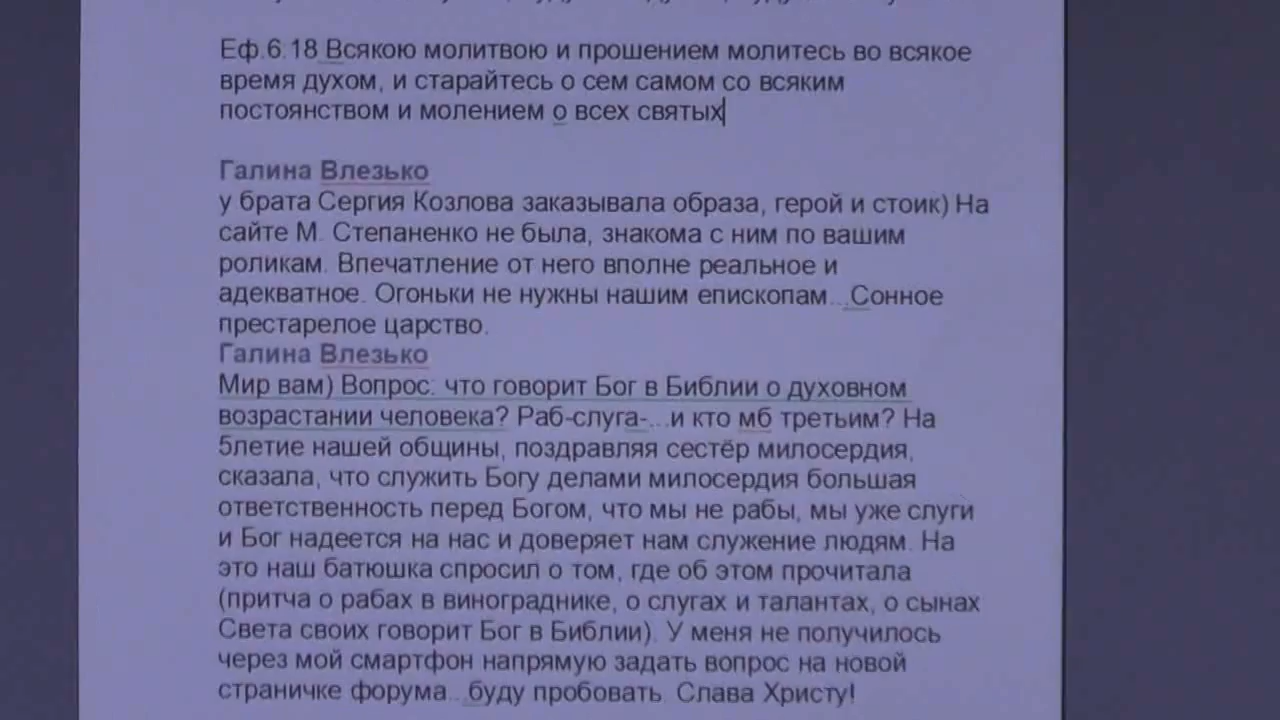 Еф.6.18 Всякою молитвою и прошением молитесь во всякое
время духом, и старайтесь о сем самом со всяким
постоянством и молением о всех святых
Галина Влезько
у брата Сергия Козлова заказывала образа, герой и стоик) На
сайте М. Степаненко не была, знакома с ним по вашим
роликам. Впечатление от него вполне реальное и
адекватное. Огоньки не нужны нашим епископам...Сонное
престарелое царство.
Галина Влезько
Мир вам) Вопрос: что говорит Бог в Библии о духовном
возрастании человека? Раб-слуга-...и кто мб третьим? На
5летие нашей общины, поздравляя сестёр милосердия,
сказала, что служить Богу делами милосердия большая
ответственность перед Богом, что мы не рабы, мы уже слуги
и Бог надеется на нас и доверяет нам служение людям. На
это наш батюшка спросил о том, где об этом прочитала
(притча о рабах в винограднике, о слугах и талантах, о сынах
Света своих говорит Бог в Библии). У меня не получилось
через мой смартфон напрямую задать вопрос на новой
страничке форума...буду пробовать. Слава Христу!